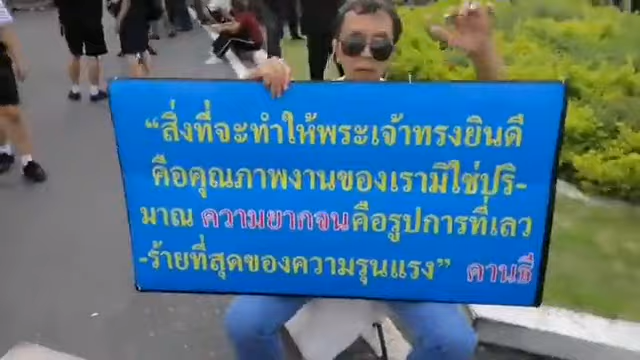 “สิ่งที่จะทำให้พระเจ้าทรงยินดี
คือคุณภาพงานของเรามิใช่ปริ-
มาณ ความยากจนคือรูปการที่เลว
-ร้ายที่สุดของความรุนแรง” คานธี